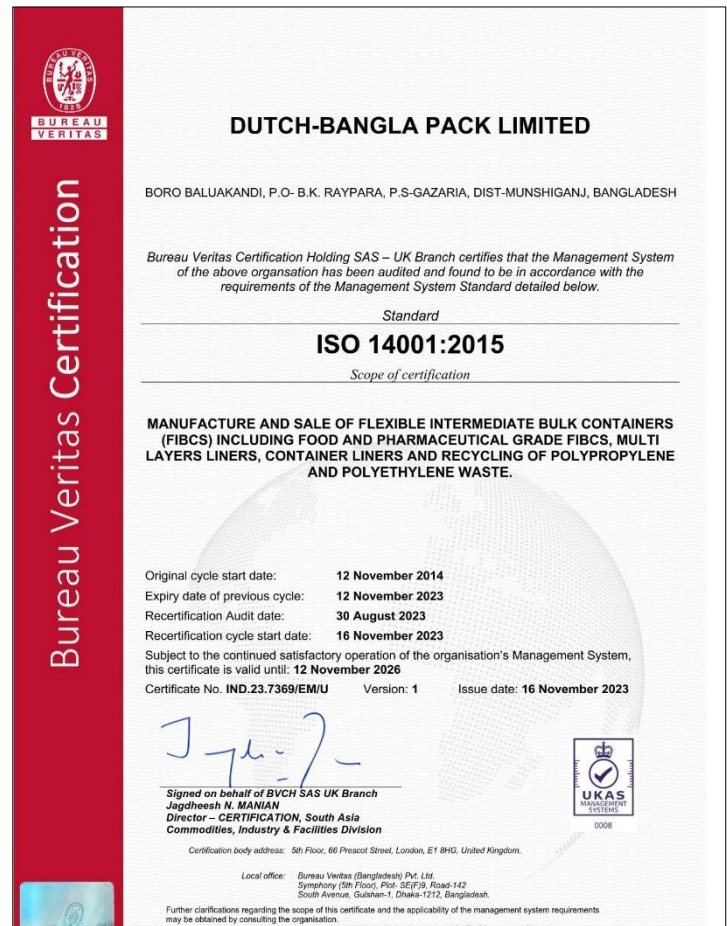 BUREAU VERITAS
1828
BUREAU
VERITAS
Bureau Veritas Certification
DUTCH-BANGLA PACK LIMITED
BORO BALUAKANDI, P.O- B.K. RAYPARA, P.S-GAZARIA, DIST-MUNSHIGANJ, BANGLADESH
Bureau Veritas Certification Holding SAS – UK Branch certifies that the Management System
of the above organsation has been audited and found to be in accordance with the
requirements of the Management System Standard detailed below.
Standard
ISO 14001:2015
Scope of certification
MANUFACTURE AND SALE OF FLEXIBLE INTERMEDIATE BULK CONTAINERS
(FIBCS) INCLUDING FOOD AND PHARMACEUTICAL GRADE FIBCS, MULTI
LAYERS LINERS, CONTAINER LINERS AND RECYCLING OF POLYPROPYLENE
AND POLYETHYLENE WASTE.
Original cycle start date: 12 November 2014
Expiry date of previous cycle: 12 November 2023
Recertification Audit date: 30 August 2023
Recertification cycle start date: 16 November 2023
Subject to the continued satisfactory operation of the organisation's Management System,
this certificate is valid until: 12 November 2026
Certificate No. IND.23.7369/EM/U Version: 1 Issue date: 16 November 2023
Signed on behalf of BVCH SAS UK Branch
Jagdheesh N. MANIAN
Director – CERTIFICATION, South Asia
Commodities, Industry & Facilities Division
UKAS
MANAGEMENT
SYSTEMS
0008
Certification body address: 5th Floor, 66 Prescot Street, London, E1 8HG, United Kingdom.
Local office: Bureau Veritas (Bangladesh) Pvt. Ltd.
Symphony (5th Floor), Plot- SE(F)9, Road-142
South Avenue, Gulshan-1, Dhaka-1212, Bangladesh.
Further clarifications regarding the scope of this certificate and the applicability of the management system requirements
may be obtained by consulting the organisation.